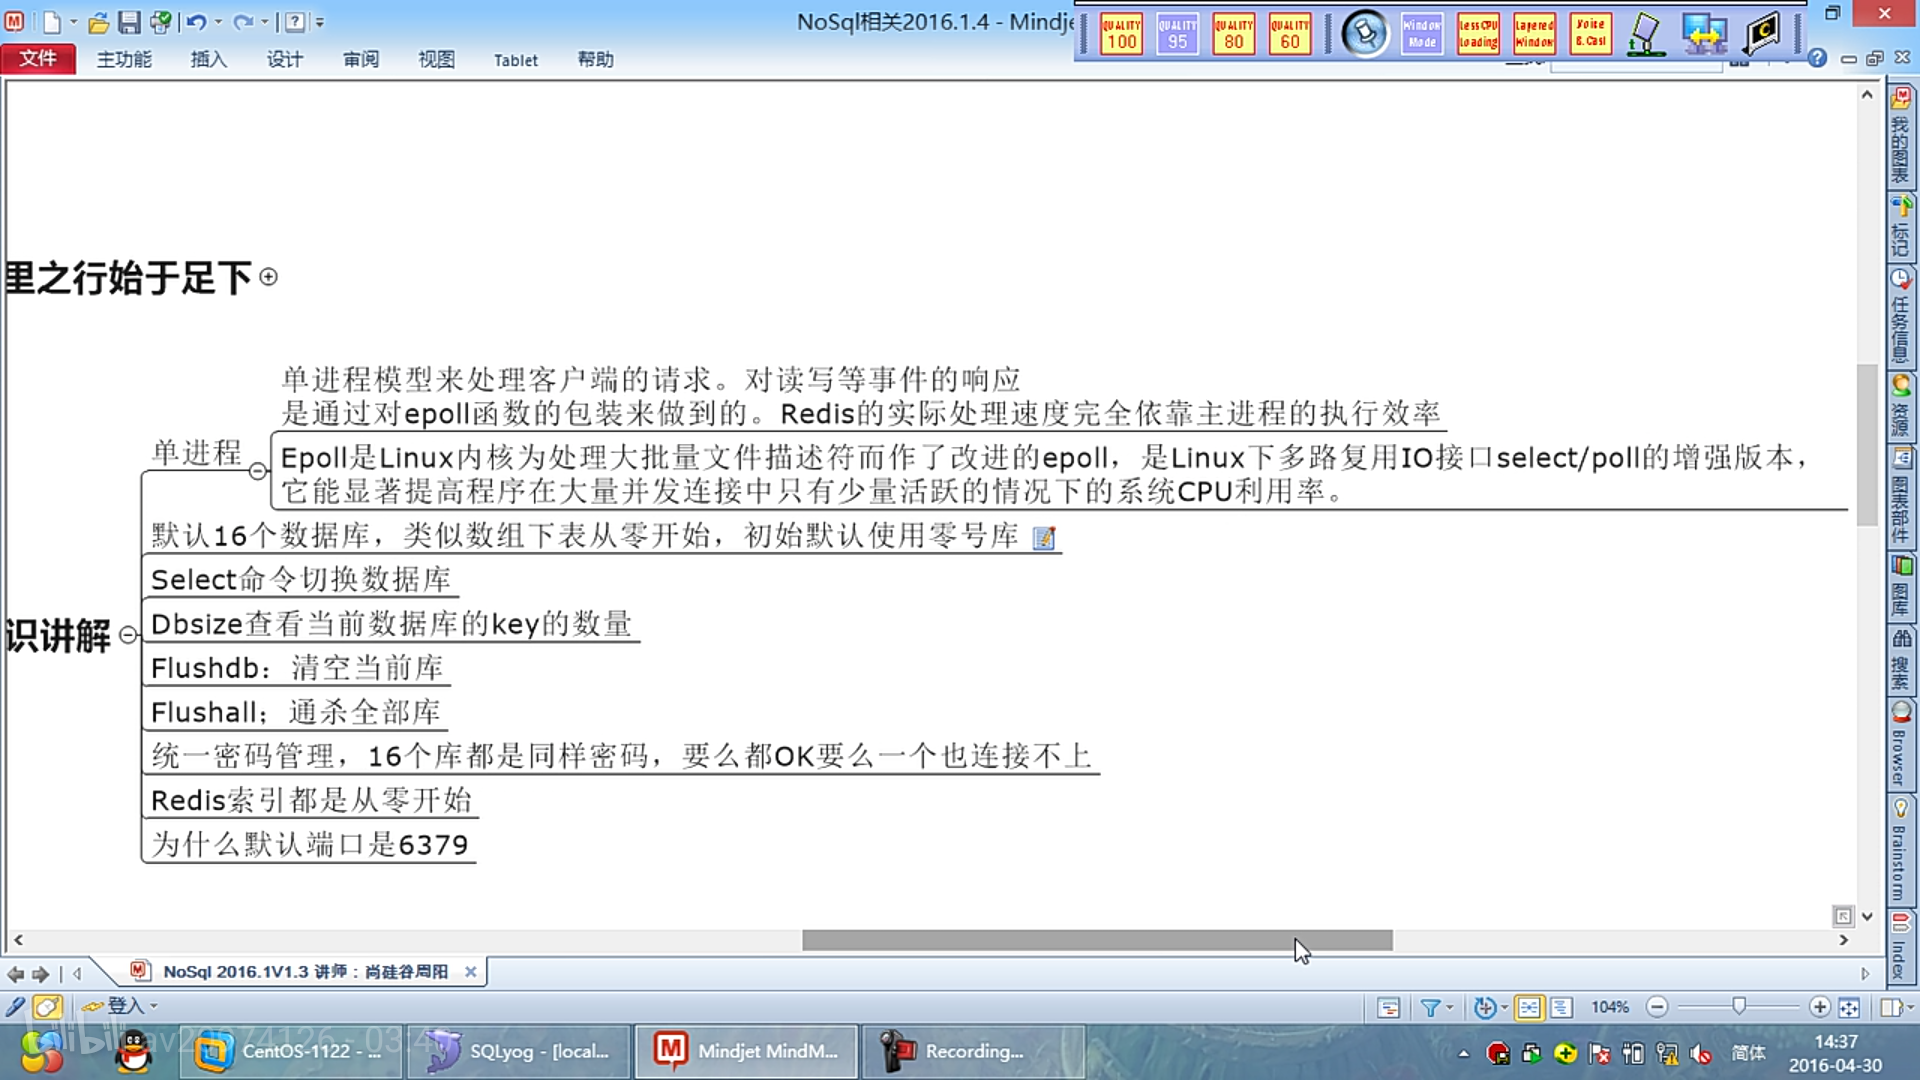 NoSql相关2016.1.4 - Mindje
QUALITY 100
QUALITY 95
QUALITY 80
QUALITY 60
Window Mode
Less CPU Loading
Layered Window
Voice B.Cast
文件 主功能 插入 设计 审阅 视图 Tablet 帮助
里之行始于足下
单进程模型来处理客户端的请求。对读写等事件的响应
是通过对epoll函数的包装来做到的。Redis的实际处理速度完全依靠主进程的执行效率
单进程
Epoll是Linux内核为处理大批量文件描述符而作了改进的epoll，是Linux下多路复用IO接口select/poll的增强版本，
它能显著提高程序在大量并发连接中只有少量活跃的情况下的系统CPU利用率。
默认16个数据库，类似数组下表从零开始，初始默认使用零号库
Select命令切换数据库
识讲解
Dbsize查看当前数据库的key的数量
Flushdb：清空当前库
Flushall；通杀全部库
统一密码管理，16个库都是同样密码，要么都OK要么一个也连接不上
Redis索引都是从零开始
为什么默认端口是6379
我的图表
标记
任务信息
资源
图表部件
图库
搜索
Browser
Brainstorm
Index
NoSql 2016.1V1.3 讲师：尚硅谷周阳
登入
104%
CentOS-1122 - ...
SQLyog - [local...
Mindjet MindM...
Recording...
简体
14:37
2016-04-30